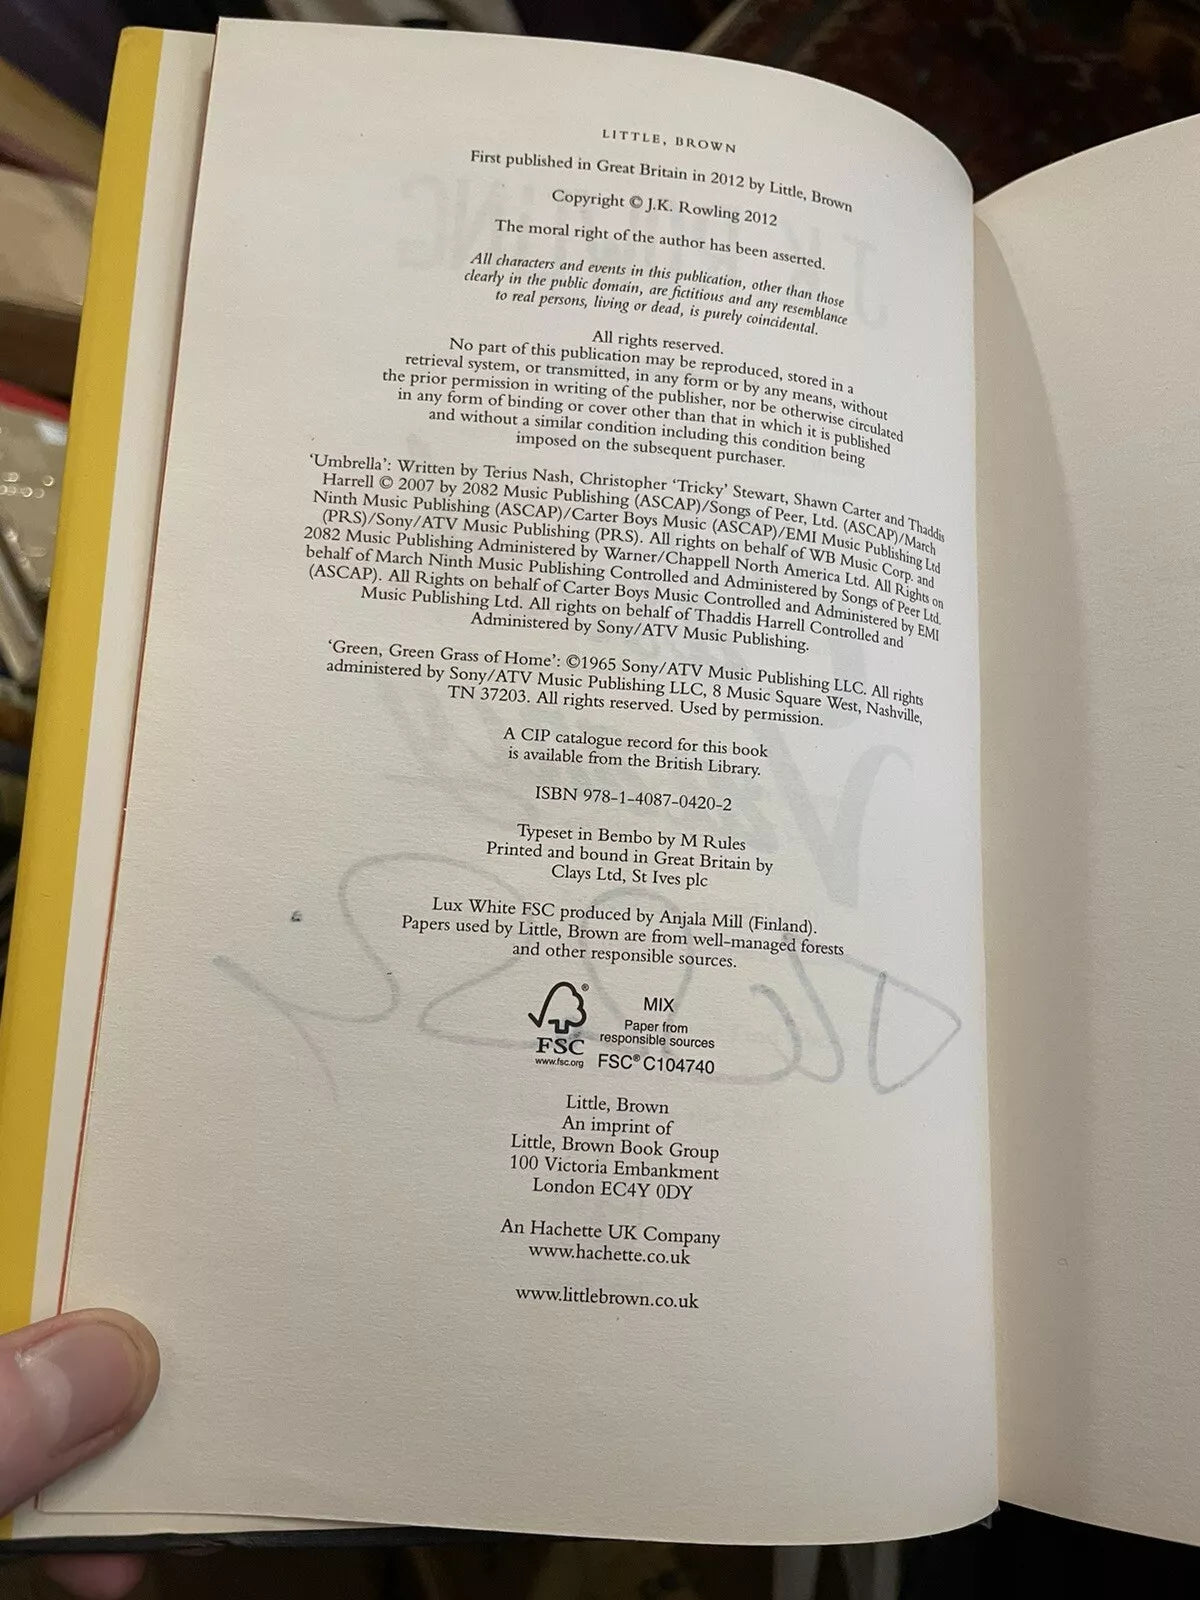 LITTLE, BROWN
First published in Great Britain in 2012 by Little, Brown
Copyright © J.K. Rowling 2012
The moral right of the author has been asserted.
All characters and events in this publication, other than those
clearly in the public domain, are fictitious and any resemblance
to real persons, living or dead, is purely coincidental.
All rights reserved.
No part of this publication may be reproduced, stored in a
retrieval system, or transmitted, in any form or by any means, without
the prior permission in writing of the publisher, nor be otherwise circulated
in any form of binding or cover other than that in which it is published
and without a similar condition including this condition being
imposed on the subsequent purchaser.
‘Umbrella’: Written by Terius Nash, Christopher ‘Tricky’ Stewart, Shawn Carter and Thaddis
Harrell © 2007 by 2082 Music Publishing (ASCAP)/Songs of Peer, Ltd. (ASCAP)/March
Ninth Music Publishing (ASCAP)/Carter Boys Music (ASCAP)/EMI Music Publishing Ltd
(PRS)/Sony/ATV Music Publishing (PRS). All rights on behalf of WB Music Corp. and
2082 Music Publishing Administered by Warner/Chappell North America Ltd. All Rights on
behalf of March Ninth Music Publishing Controlled and Administered by Songs of Peer Ltd.
(ASCAP). All Rights on behalf of Carter Boys Music Controlled and Administered by EMI
Music Publishing Ltd. All rights on behalf of Thaddis Harrell Controlled and
Administered by Sony/ATV Music Publishing.
‘Green, Green Grass of Home’: ©1965 Sony/ATV Music Publishing LLC. All rights
administered by Sony/ATV Music Publishing LLC, 8 Music Square West, Nashville,
TN 37203. All rights reserved. Used by permission.
A CIP catalogue record for this book
is available from the British Library.
ISBN 978-1-4087-0420-2
Typeset in Bembo by M Rules
Printed and bound in Great Britain by
Clays Ltd, St Ives plc
Lux White FSC produced by Anjala Mill (Finland).
Papers used by Little, Brown are from well-managed forests
and other responsible sources.
FSC®
www.fsc.org
MIX
Paper from
responsible sources
FSC® C104740
Little, Brown
An imprint of
Little, Brown Book Group
100 Victoria Embankment
London EC4Y 0DY
An Hachette UK Company
www.hachette.co.uk
www.littlebrown.co.uk